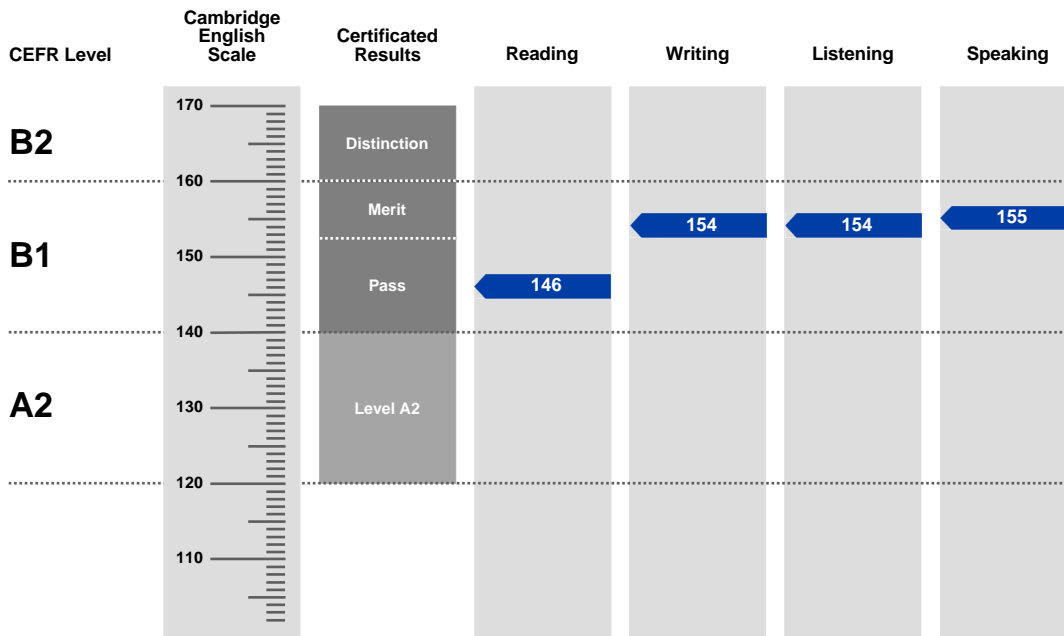 CEFR Level
Cambridge
English
Scale
Certificated
Results
Reading
Writing
Listening
Speaking
170
B2
Distinction
160
Merit
154
154
155
B1
150
Pass
146
140
A2
130
Level A2
120
110